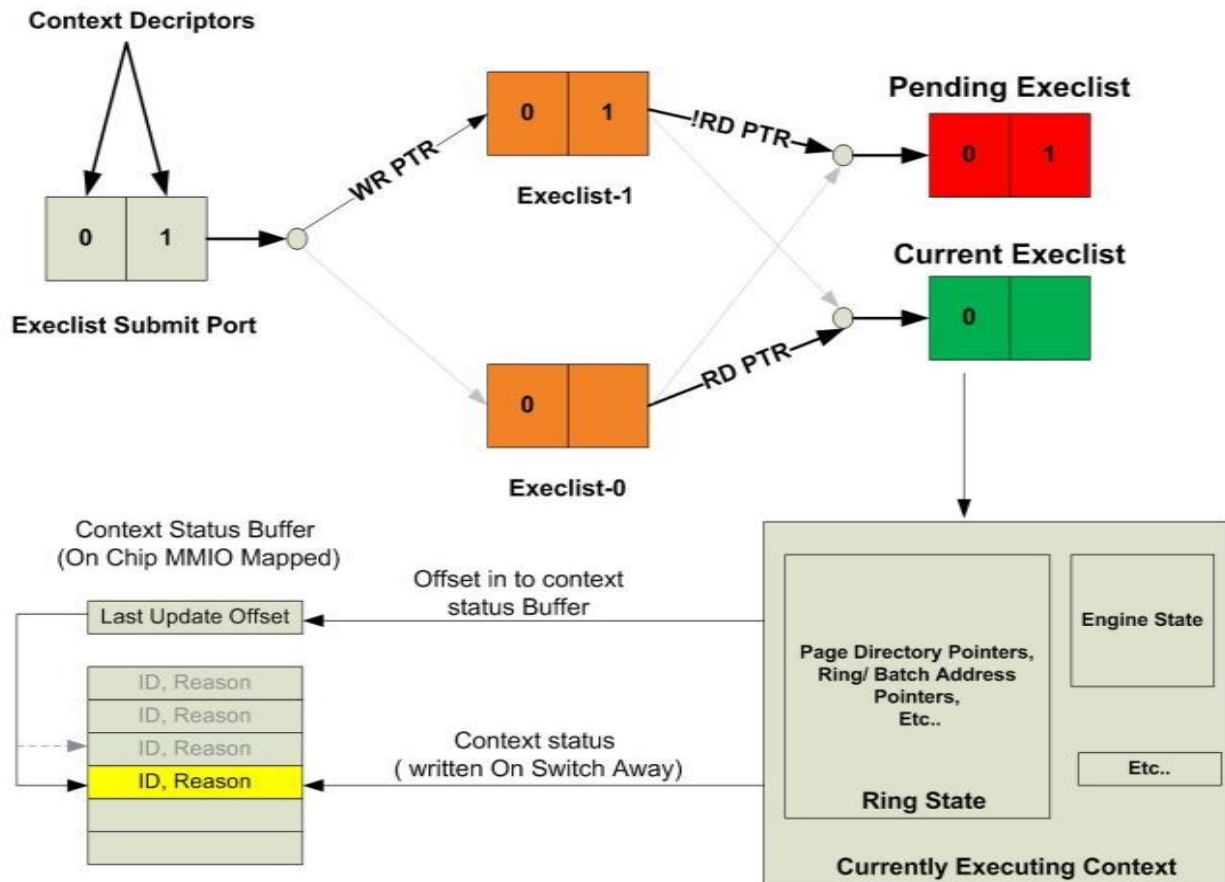 Context Decriptors
0 1
Execlist Submit Port
WR PTR
0 1
Execlist-1
!RD PTR
Pending Execlist
0 1
Current Execlist
0
RD PTR
0
Execlist-0
Context Status Buffer
(On Chip MMIO Mapped)
Last Update Offset
ID, Reason
ID, Reason
ID, Reason
ID, Reason
Offset in to context
status Buffer
Context status
( written On Switch Away)
Page Directory Pointers,
Ring/ Batch Address
Pointers,
Etc..
Ring State
Engine State
Etc..
Currently Executing Context